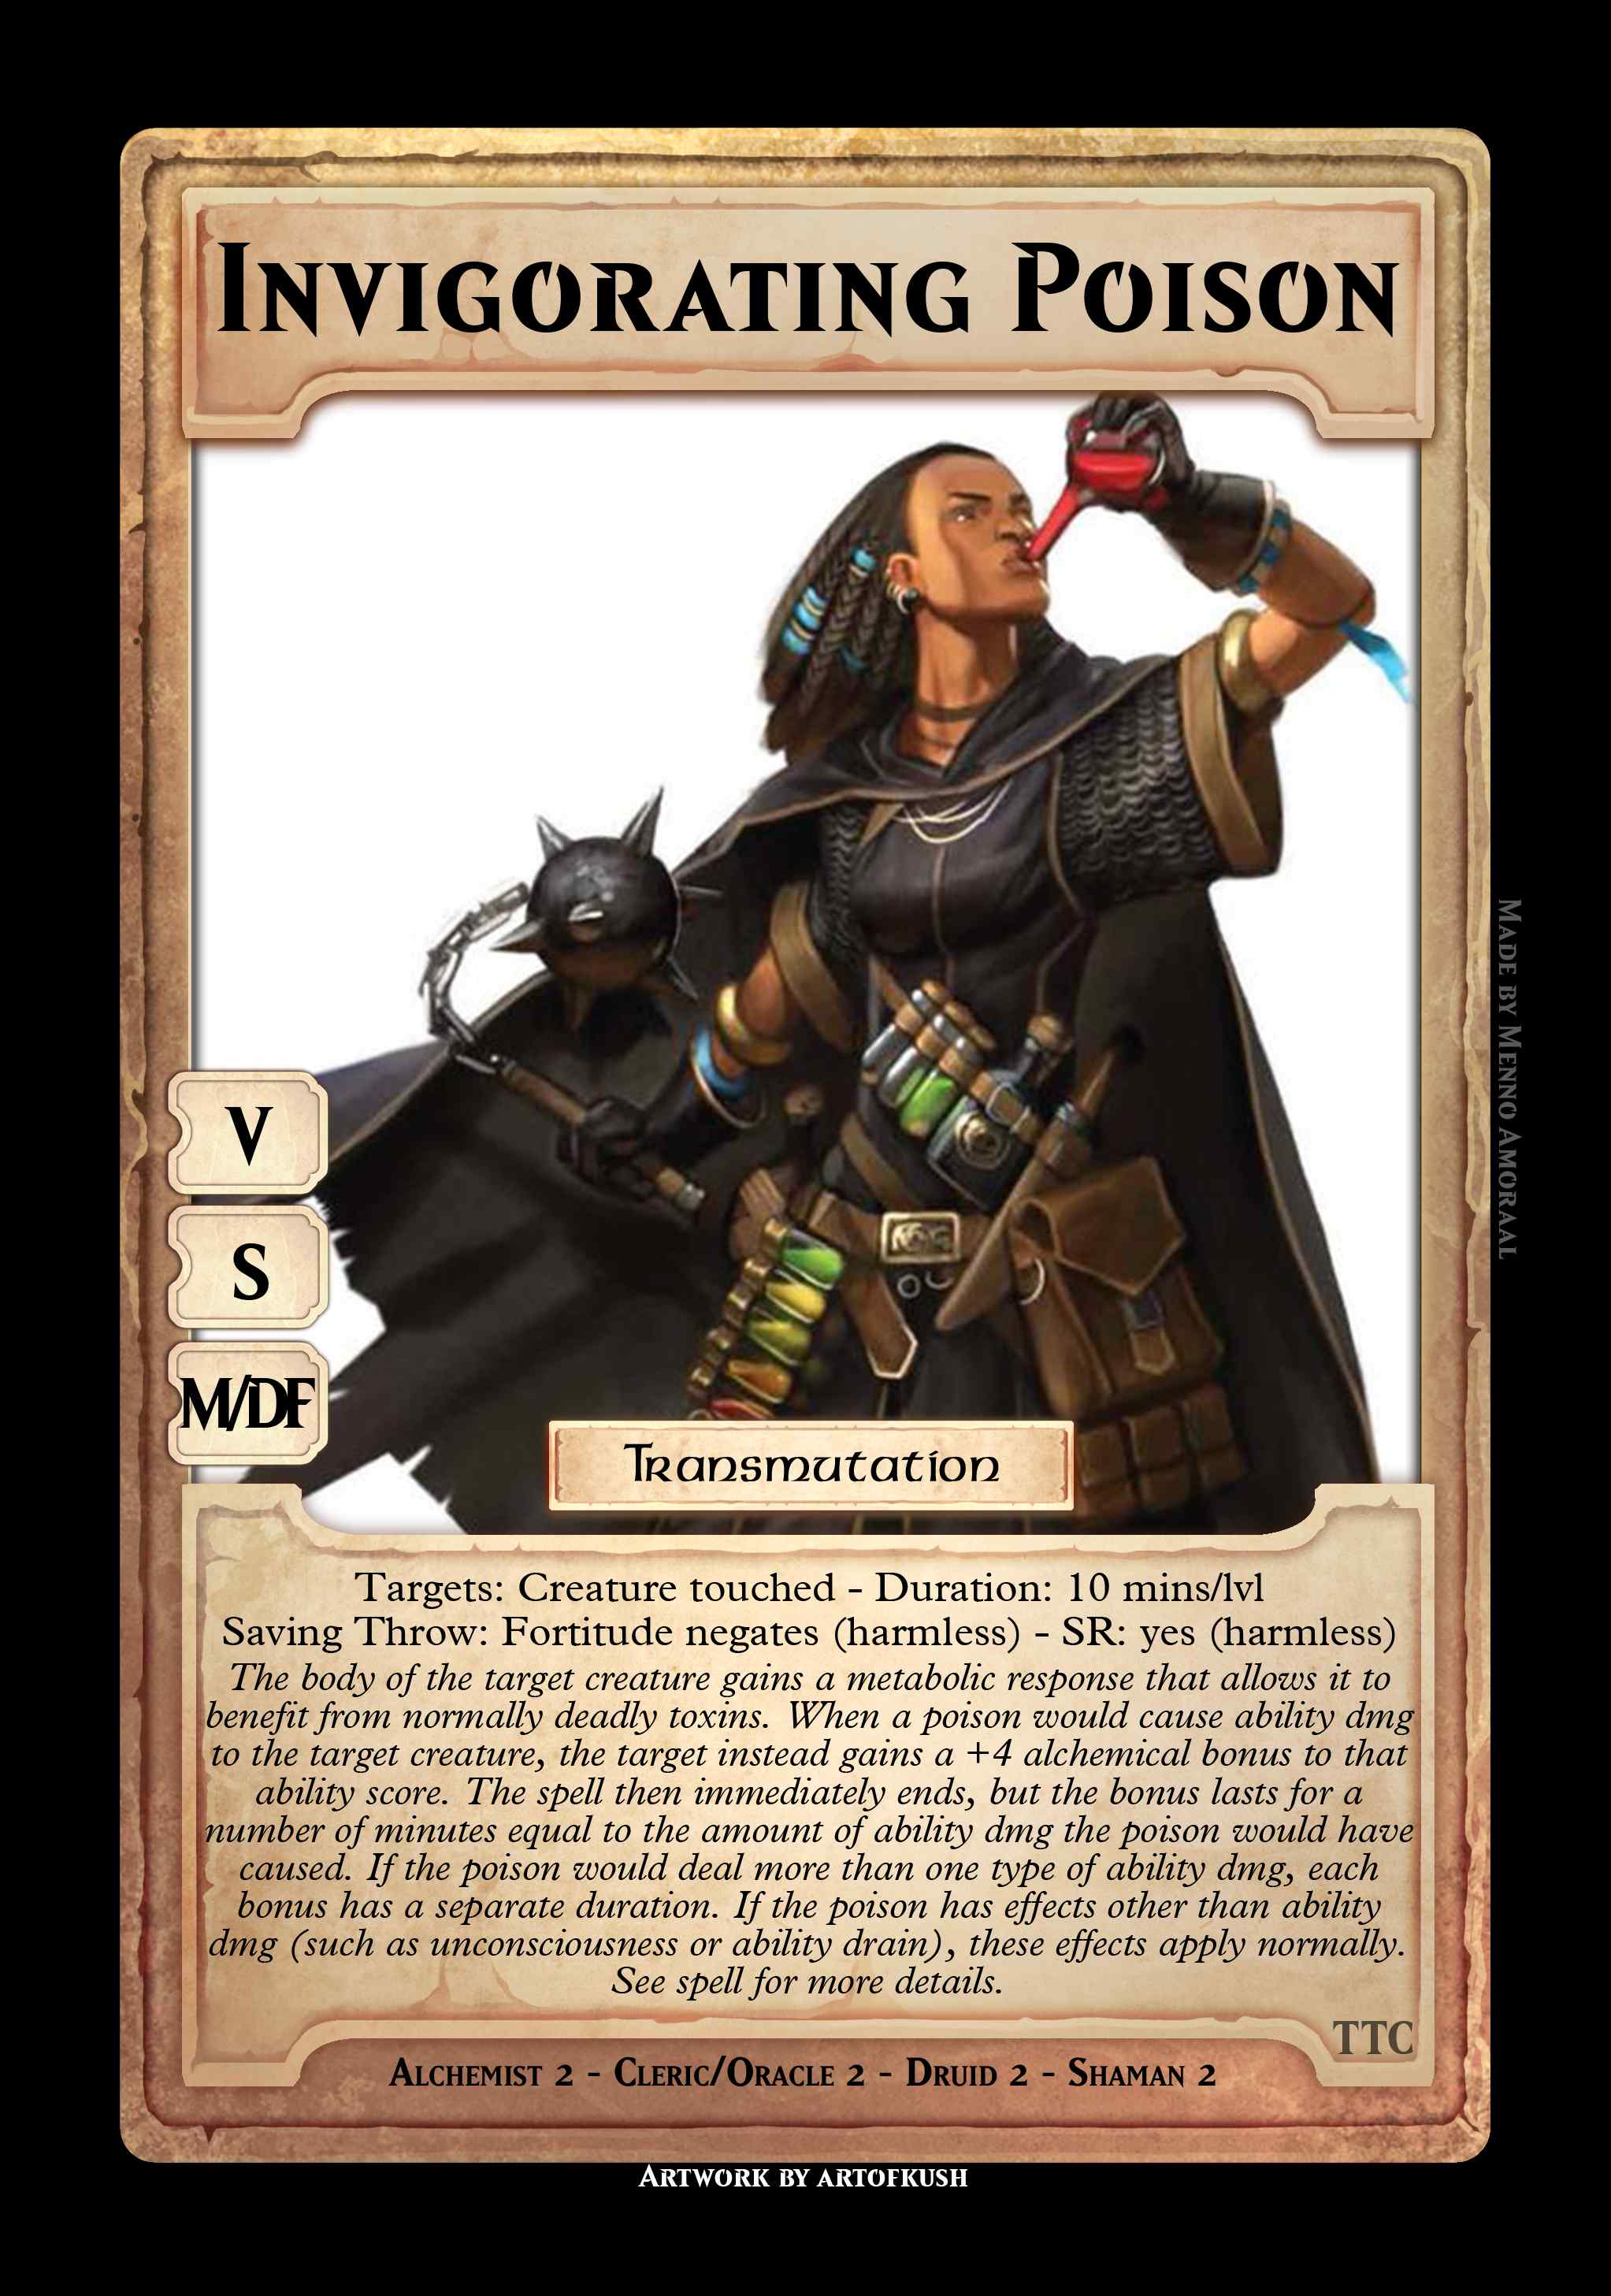 Invigorating Poison
V
S
M/DF
Transmutation
Targets: Creature touched - Duration: 10 mins/lvl
Saving Throw: Fortitude negates (harmless) - SR: yes (harmless)
The body of the target creature gains a metabolic response that allows it to
benefit from normally deadly toxins. When a poison would cause ability dmg
to the target creature, the target instead gains a +4 alchemical bonus to that
ability score. The spell then immediately ends, but the bonus lasts for a
number of minutes equal to the amount of ability dmg the poison would have
caused. If the poison would deal more than one type of ability dmg, each
bonus has a separate duration. If the poison has effects other than ability
dmg (such as unconsciousness or ability drain), these effects apply normally.
See spell for more details.
TTC
Alchemist 2 - Cleric/Oracle 2 - Druid 2 - Shaman 2
Artwork by artofkush
Made by Menno Amoraal